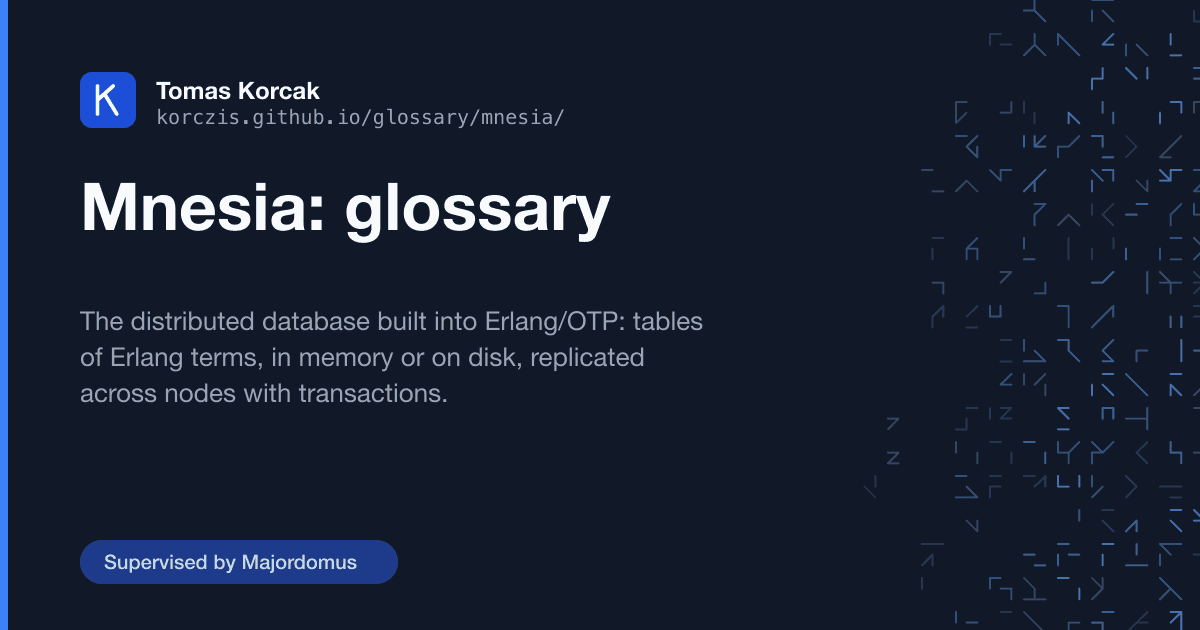 K
Tomas Korcak
korczis.github.io/glossary/mnesia/
Mnesia: glossary
The distributed database built into Erlang/OTP: tables
of Erlang terms, in memory or on disk, replicated
across nodes with transactions.
Supervised by Majordomus